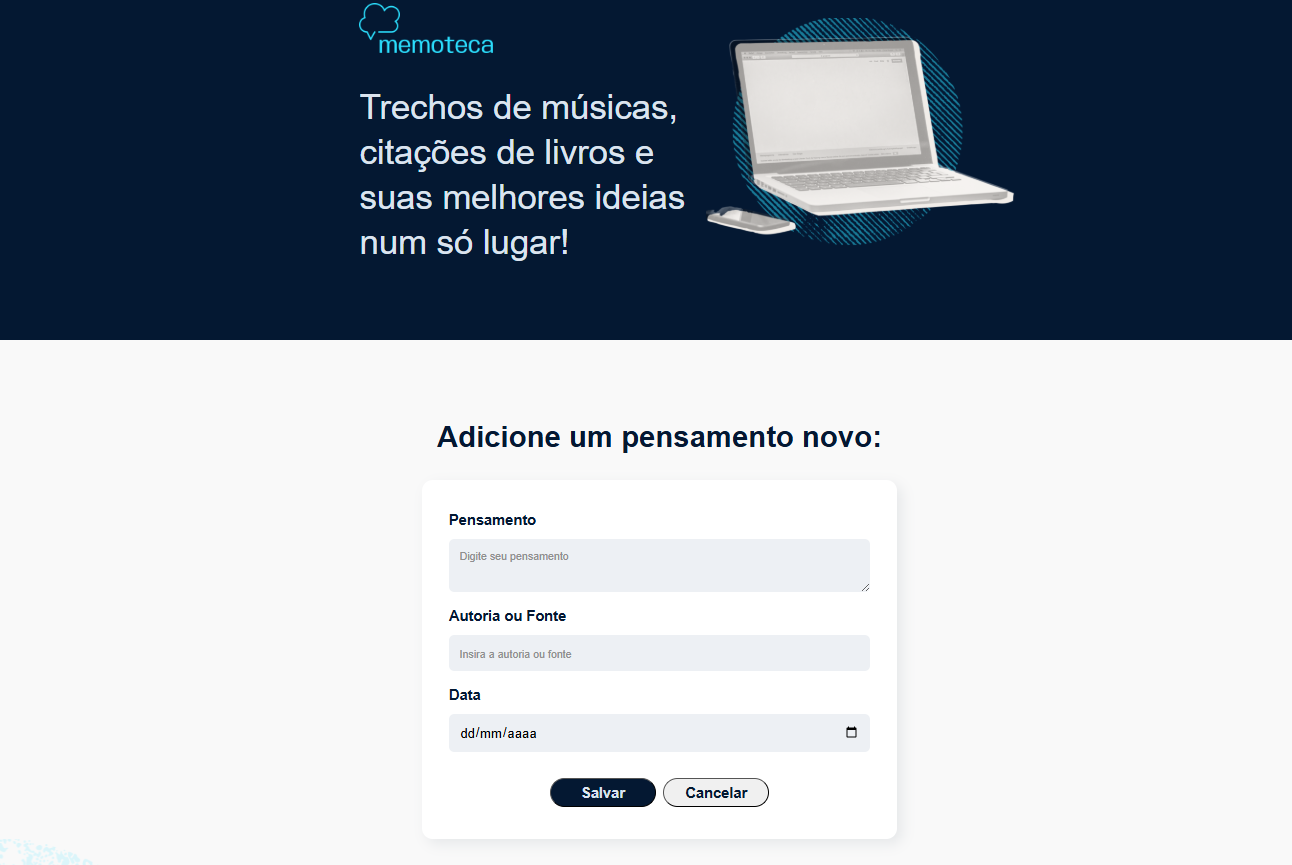 memoteca
Trechos de músicas,
citações de livros e
suas melhores ideias
num só lugar!
Adicione um pensamento novo:
Pensamento
Digite seu pensamento
Autoria ou Fonte
Insira a autoria ou fonte
Data
dd/mm/aaaa
Salvar
Cancelar